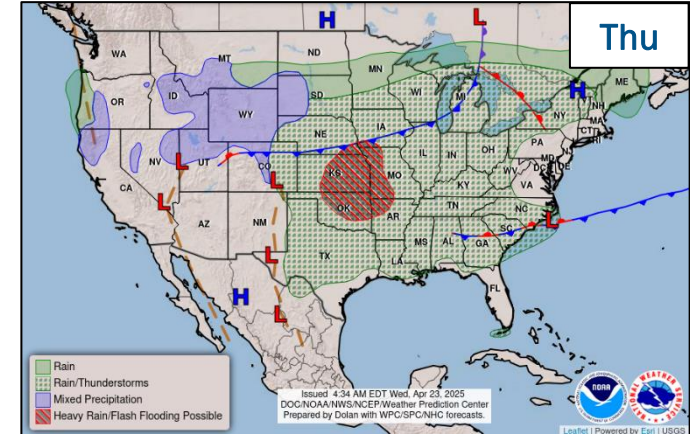 Thu
H
L
WA
MT
ND
MN
ME
OR
ID
WY
SD
WI
MI
H
NY
NH
MA
CT
RI
NE
IA
PA
NV
UT
CO
IL
IN
OH
MD
DE
NJ
L
L
KS
MO
WV
DC
VA
KY
CA
L
OK
NC
TN
AZ
NM
AR
SC
L
L
MS
AL
GA
TX
LA
FL
H
L
Rain
Rain/Thunderstorms
Mixed Precipitation
Heavy Rain/Flash Flooding Possible
Issued 4:34 AM EDT Wed, Apr 23, 2025
DOC/NOAA/NWS/NCEP/Weather Prediction Center
Prepared by Dolan with WPC/SPC/NHC forecasts.
NOAA
NATIONAL WEATHER SERVICE
Leaflet | Powered by Esri | USGS